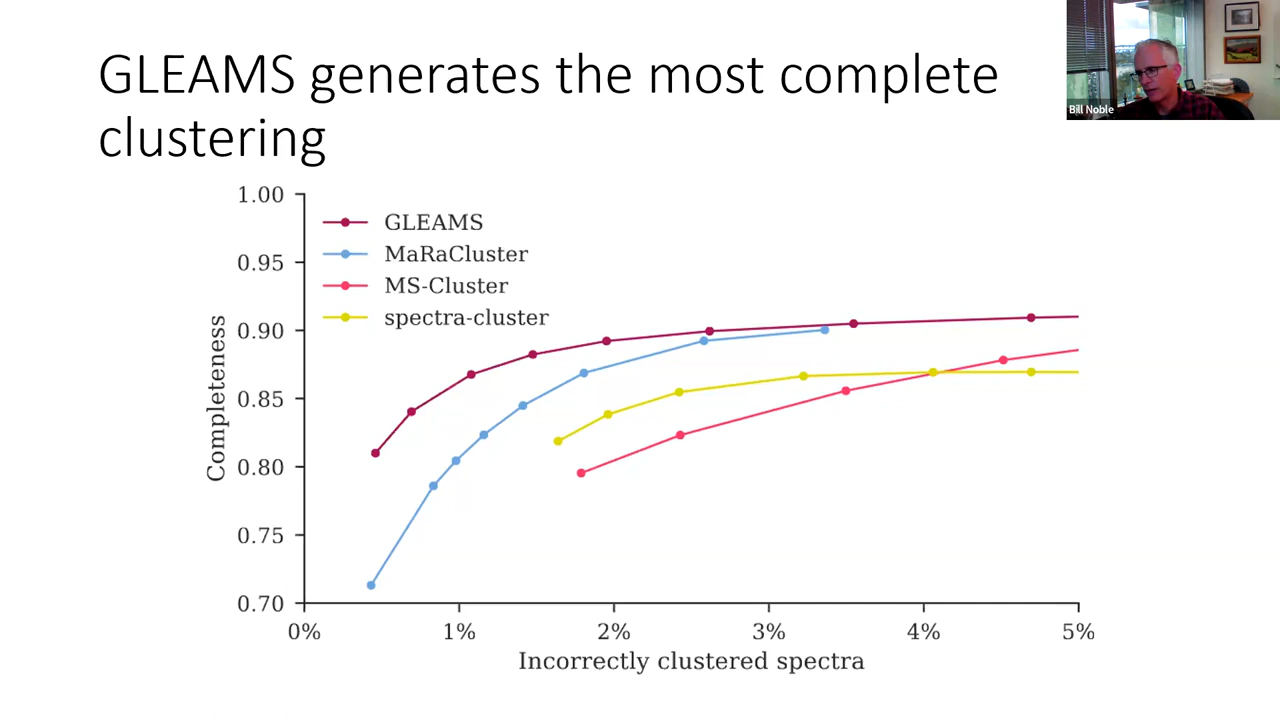 GLEAMS generates the most complete
clustering
Bill Noble
1.00
0.95
0.90
0.85
0.80
0.75
0.70
Completeness
GLEAMS
MaRaCluster
MS-Cluster
spectra-cluster
0%
1%
2%
3%
4%
5%
Incorrectly clustered spectra